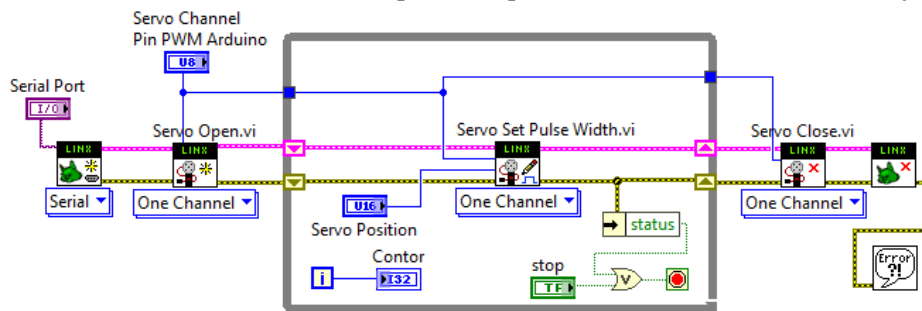 Servo Channel
Pin PWM Arduino
U8
Serial Port
I/O
Servo Open.vi
Servo Set Pulse Width.vi
Servo Close.vi
LINX
LINX
LINX
LINX
LINX
Serial
One Channel
One Channel
One Channel
U16
Servo Position
status
Contor
i
I32
stop
TF
V
Error
?!